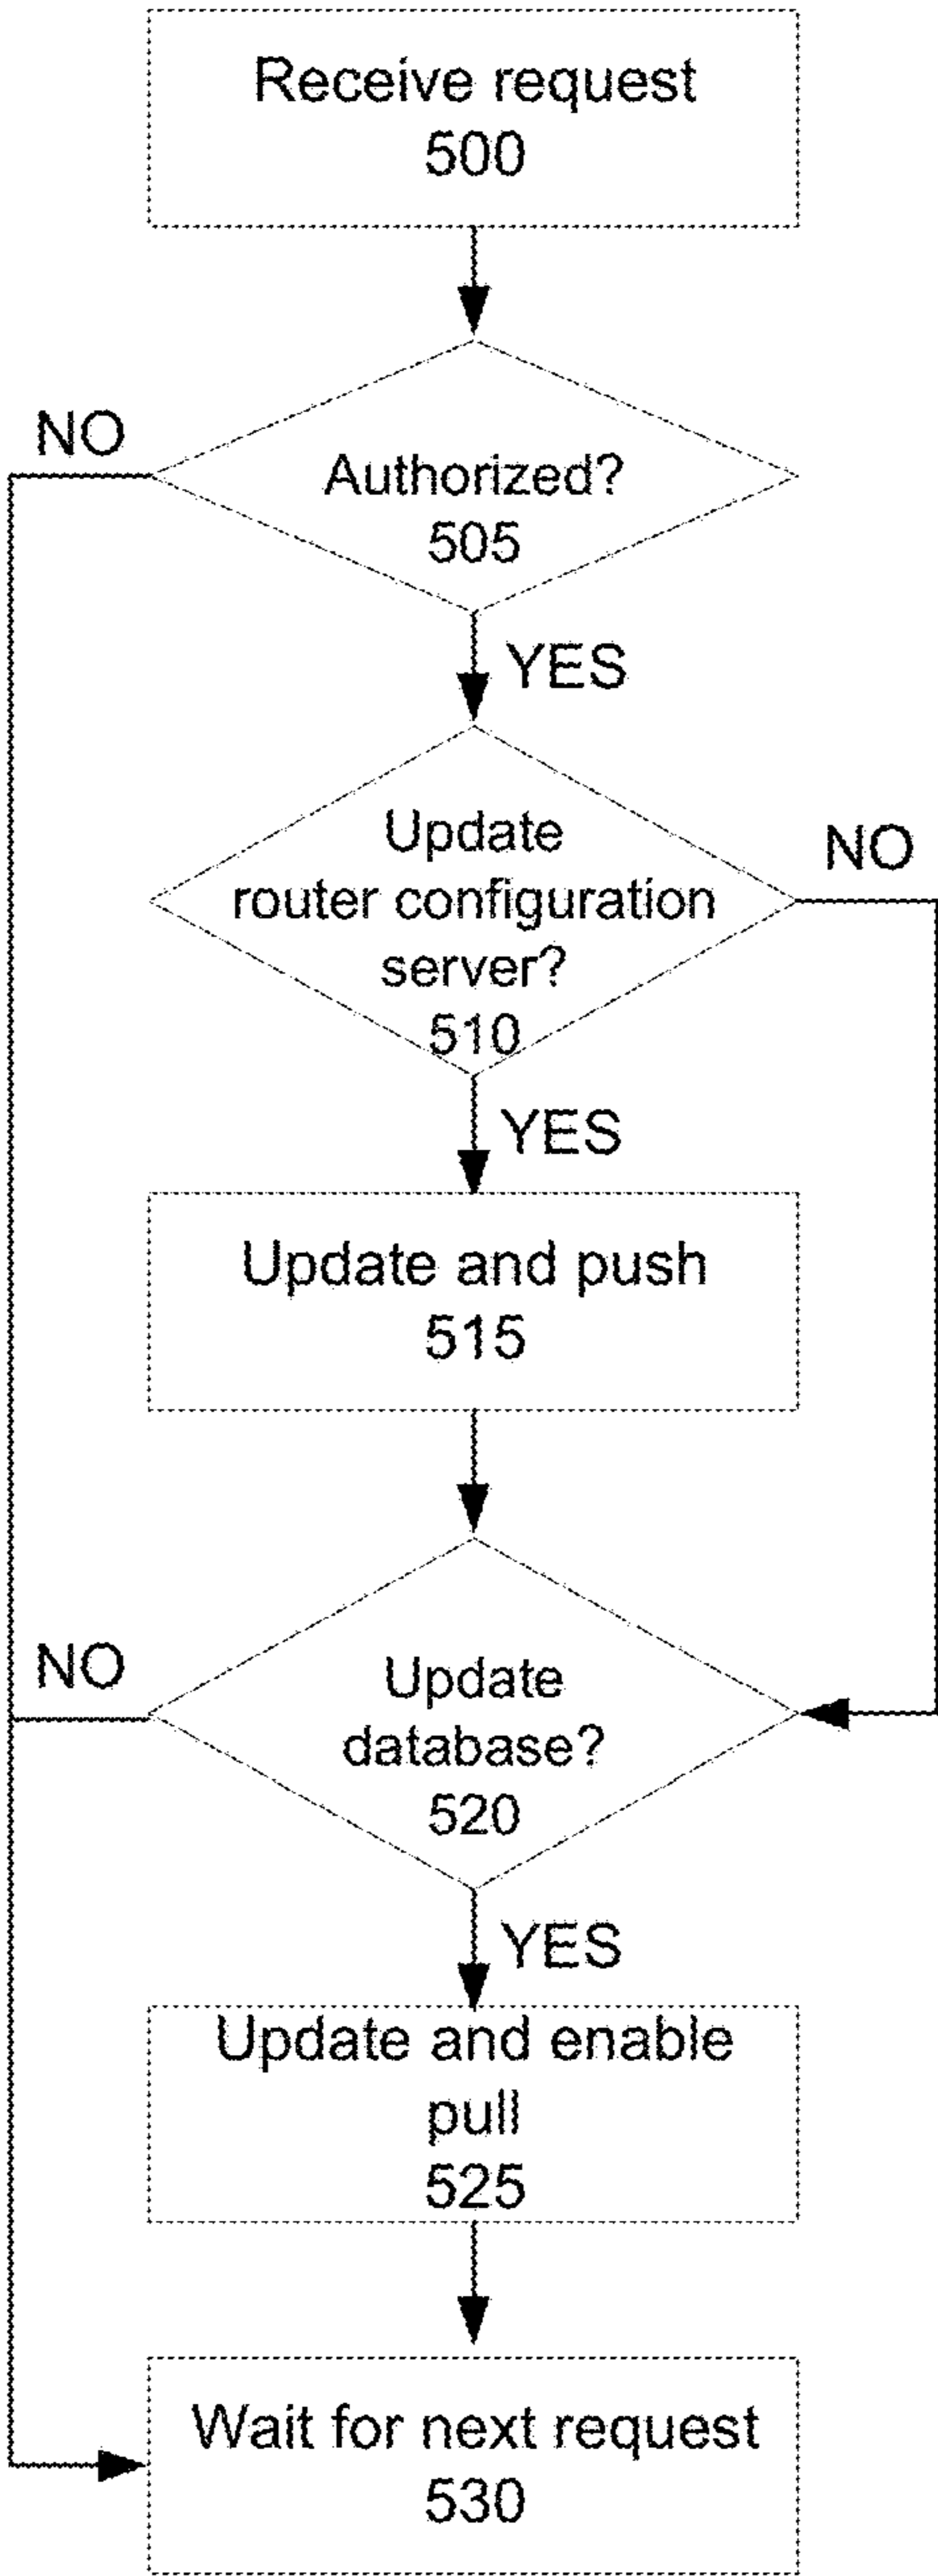 Receive request
500
NO
Authorized?
505
YES
Update
router configuration
server?
510
NO
YES
Update and push
515
NO
Update
database?
520
YES
Update and enable
pull
525
Wait for next request
530